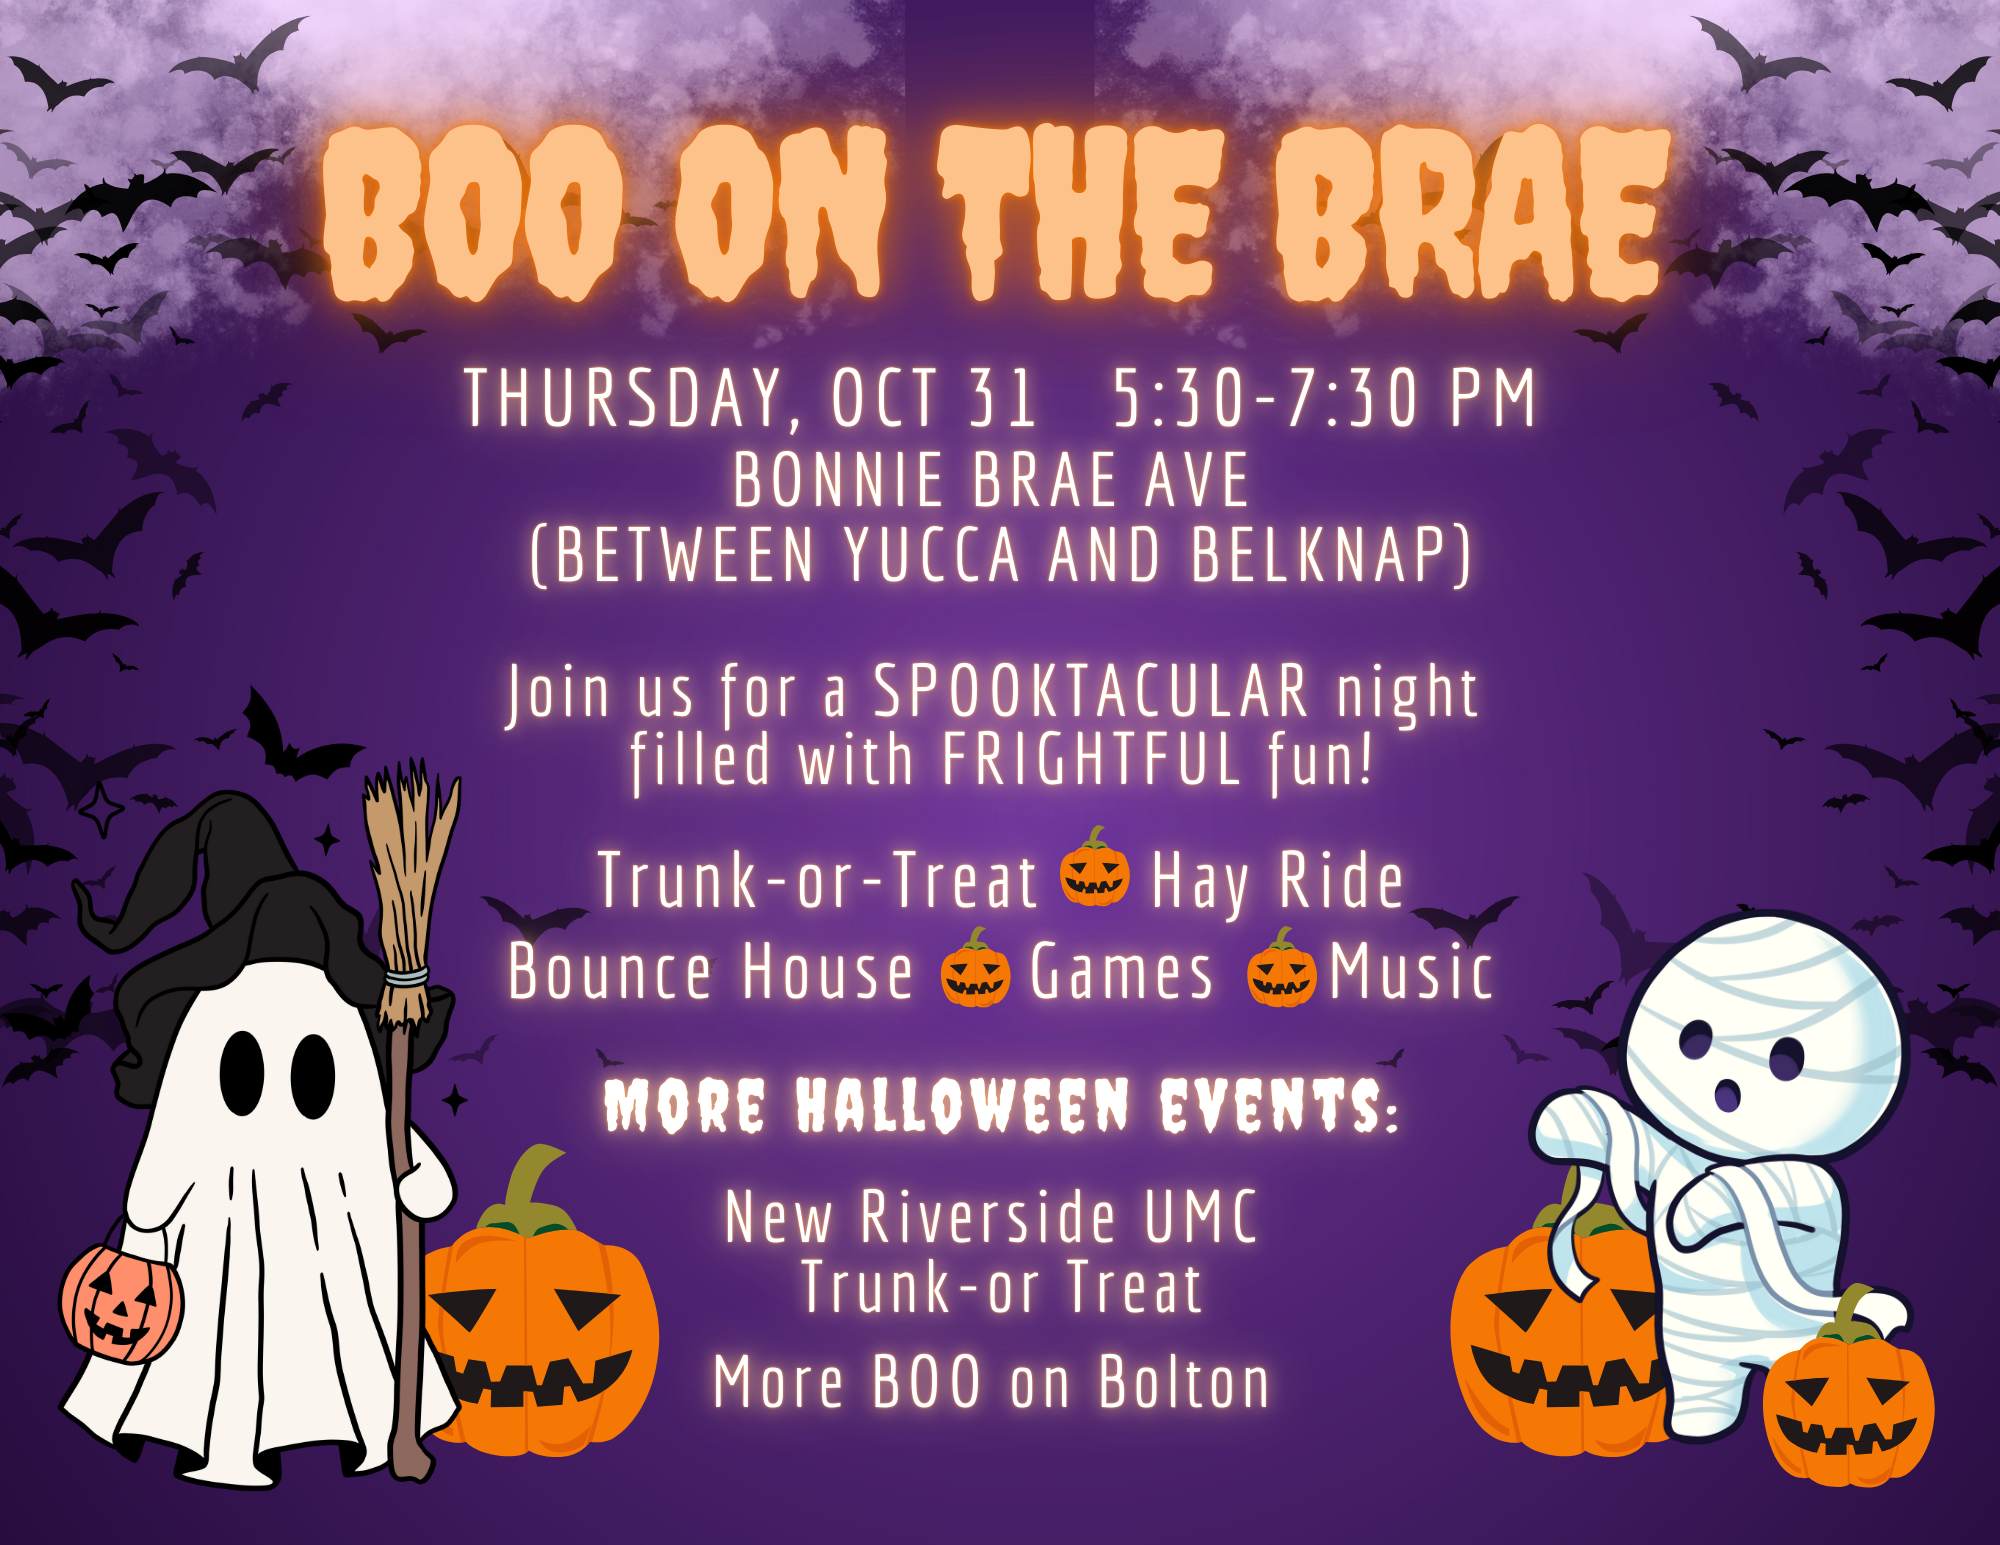 BOO ON THE BRAE
THURSDAY, OCT 31 5:30-7:30 PM
BONNIE BRAE AVE
(BETWEEN YUCCA AND BELKNAP)
Join us for a SPOOKTACULAR night
filled with FRIGHTFUL fun!
Trunk-or-Treat Hay Ride
Bounce House Games Music
MORE HALLOWEEN EVENTS:
New Riverside UMC
Trunk-or Treat
More BOO on Bolton